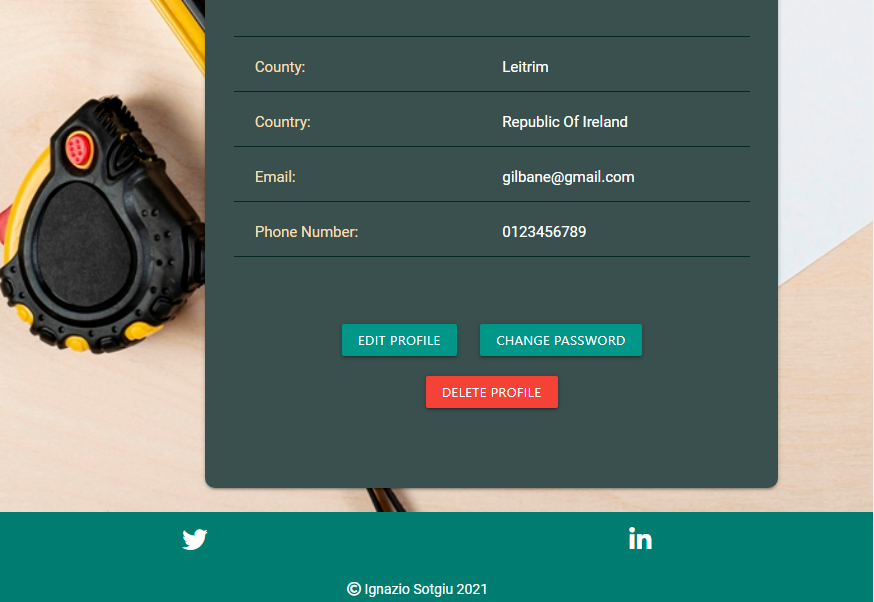 County: Leitrim
Country: Republic Of Ireland
Email: gilbane@gmail.com
Phone Number: 0123456789
EDIT PROFILE CHANGE PASSWORD
DELETE PROFILE
© Ignazio Sotgiu 2021